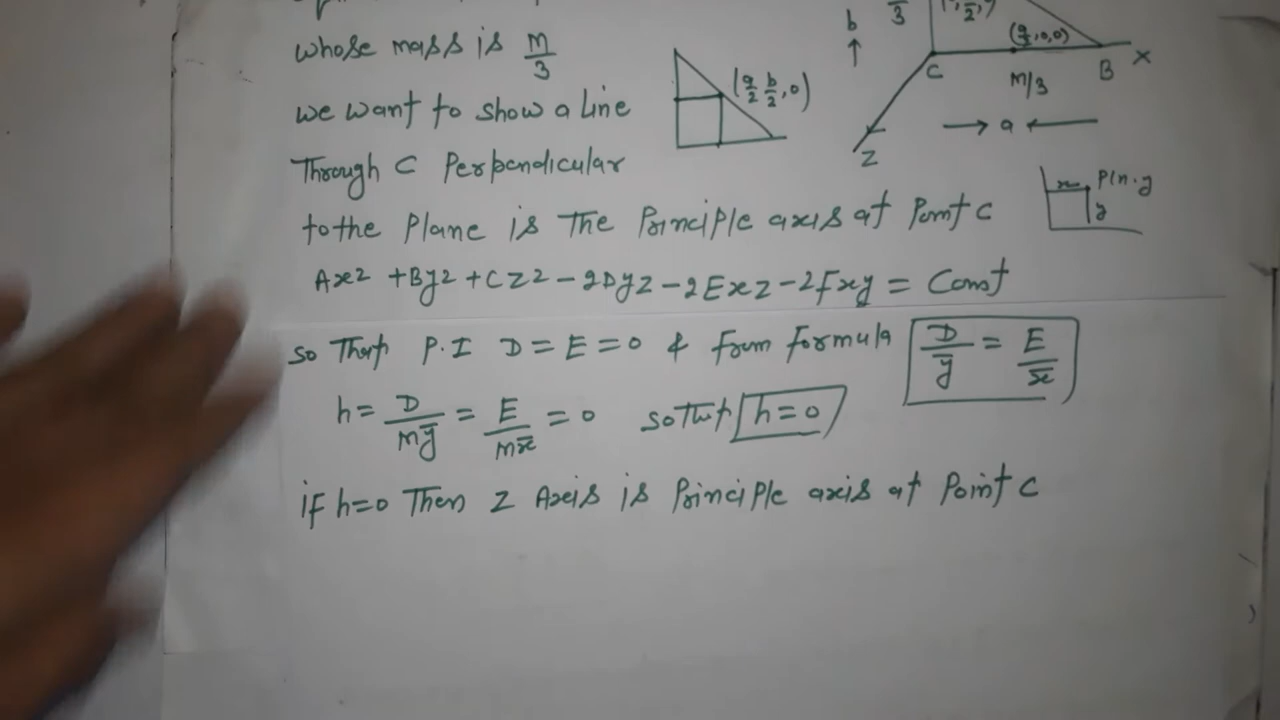 whose mass is M/3
we want to show a Line
Through C Perpendicular
to the Plane is The Principle axis at Point C
Ax² + By² + Cz² - 2Dyz - 2Exz - 2Fxy = Const
so That P.I D = E = 0 & from formula D/ȳ = E/x̄
h = D/Mȳ = E/Mx̄ = 0 so that h = 0
if h=0 Then Z Axis is Principle axis at Point C
b
3
(a/2, 0, 0)
C
B
X
M/3
a
Z
(a/2 b/2, 0)
x
y